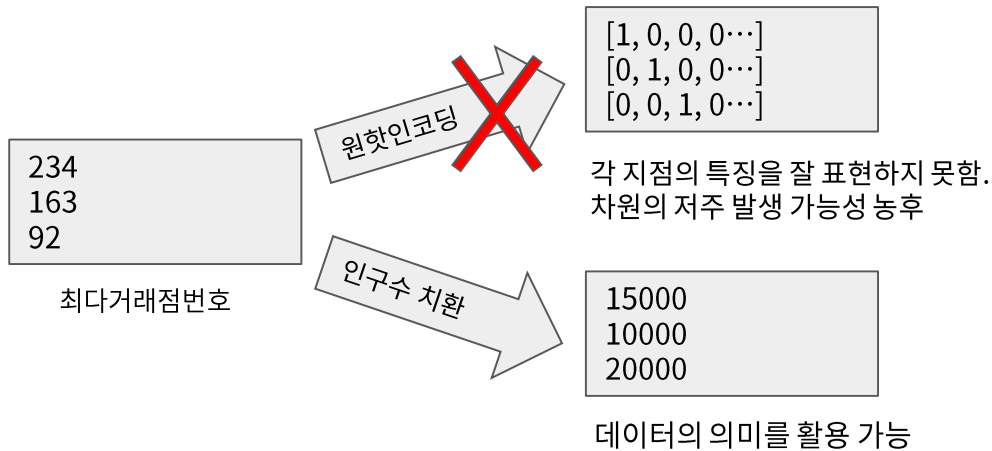 234
163
92
최다거래점번호
원핫인코딩
[1, 0, 0, 0…]
[0, 1, 0, 0…]
[0, 0, 1, 0…]
각 지점의 특징을 잘 표현하지 못함.
차원의 저주 발생 가능성 농후
인구수 치환
15000
10000
20000
데이터의 의미를 활용 가능